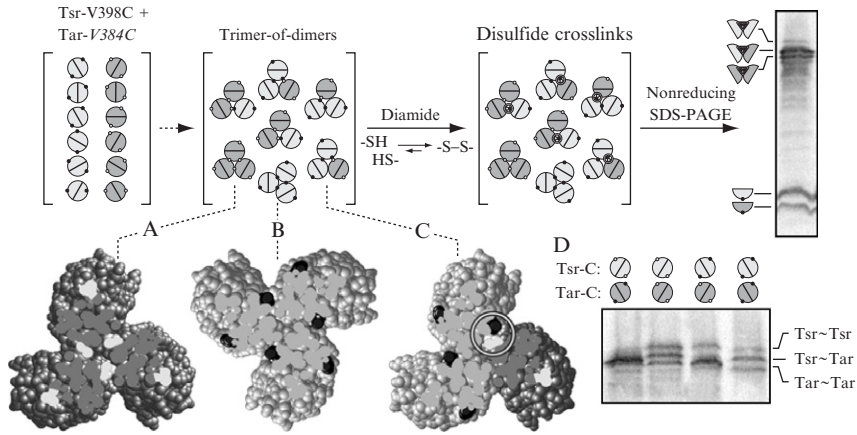 Tsr-V398C +
Tar-V384C
Trimer-of-dimers
Disulfide crosslinks
Diamide
-SH
HS-
-S–S-
Nonreducing
SDS-PAGE
A
B
C
D
Tsr-C:
Tar-C:
Tsr~Tsr
Tsr~Tar
Tar~Tar